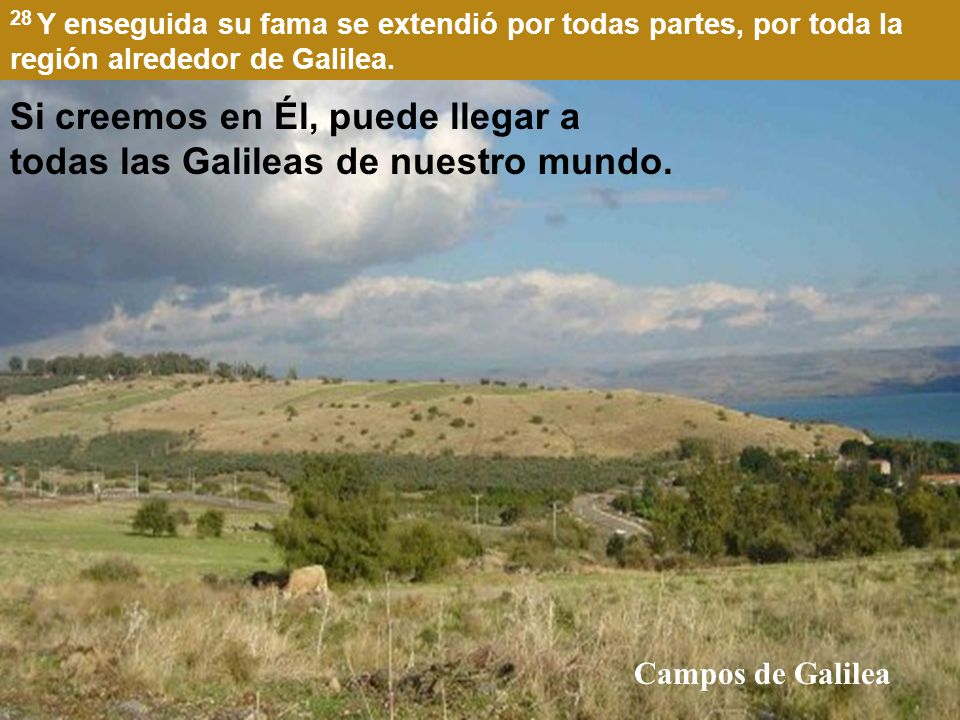 28 Y enseguida su fama se extendió por todas partes, por toda la
región alrededor de Galilea.
Si creemos en Él, puede llegar a
todas las Galileas de nuestro mundo.
Campos de Galilea